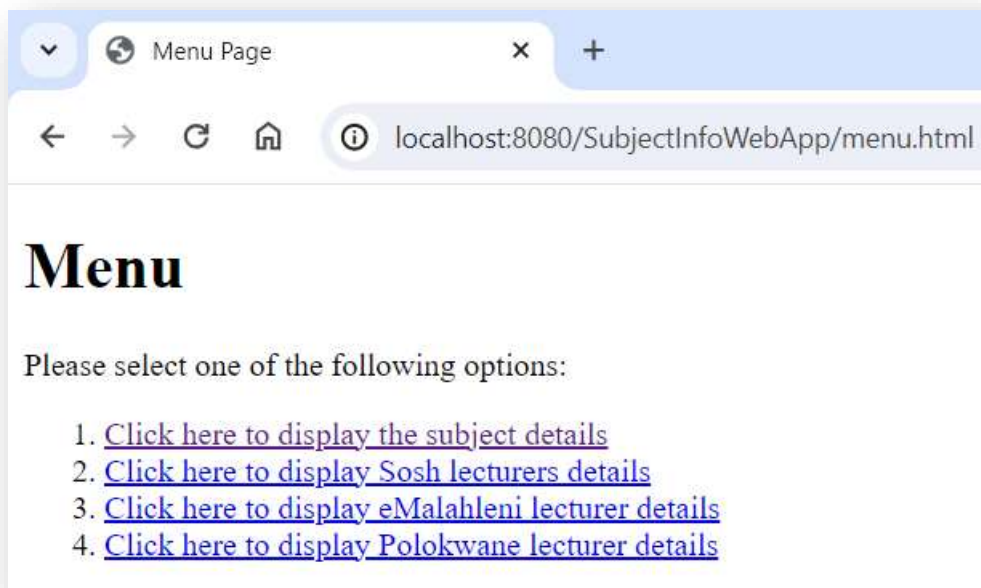 Menu Page
localhost:8080/SubjectInfoWebApp/menu.html
Menu
Please select one of the following options:
1. Click here to display the subject details
2. Click here to display Sosh lecturers details
3. Click here to display eMalahleni lecturer details
4. Click here to display Polokwane lecturer details